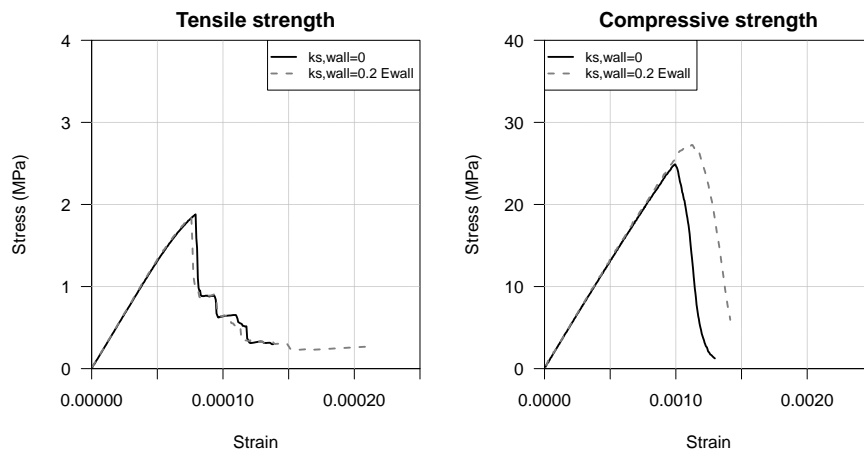 Tensile strength
4
3
2
1
0
Stress (MPa)
ks,wall=0
ks,wall=0.2 Ewall
0.00000 0.00010 0.00020
Strain
Compressive strength
40
30
20
10
0
Stress (MPa)
ks,wall=0
ks,wall=0.2 Ewall
0.0000 0.0010 0.0020
Strain